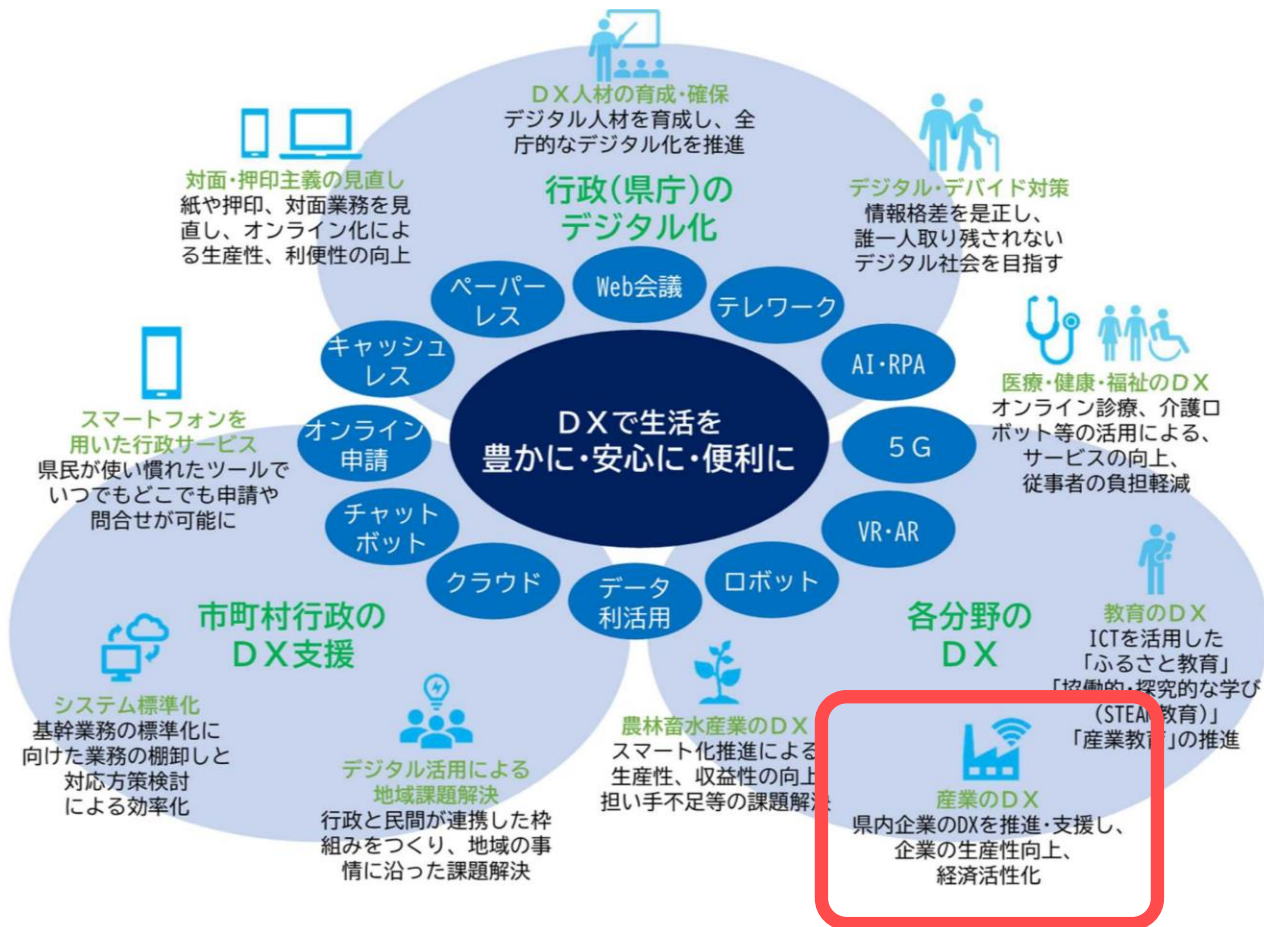 DX人材の育成・確保
デジタル人材を育成し、全
庁的なデジタル化を推進
対面・押印主義の見直し
紙や押印、対面業務を見
直し、オンライン化によ
る生産性、利便性の向上
行政(県庁)の
デジタル化
デジタル・デバイド対策
情報格差を是正し、
誰一人取り残されない
デジタル社会を目指す
ペーパー
レス
Web会議
テレワーク
キャッシュ
レス
AI・RPA
オンライン
申請
5G
チャット
ボット
VR・AR
クラウド
データ
利活用
ロボット
DXで生活を
豊かに・安心に・便利に
スマートフォンを
用いた行政サービス
県民が使い慣れたツールで
いつでもどこでも申請や
問合せが可能に
医療・健康・福祉のDX
オンライン診療、介護ロ
ボット等の活用による、
サービスの向上、
従事者の負担軽減
市町村行政の
DX支援
システム標準化
基幹業務の標準化に
向けた業務の棚卸しと
対応方策検討
による効率化
デジタル活用による
地域課題解決
行政と民間が連携した枠
組みをつくり、地域の事
情に沿った課題解決
各分野の
DX
農林畜水産業のDX
スマート化推進による
生産性、収益性の向上
担い手不足等の課題解決
教育のDX
ICTを活用した
「ふるさと教育」
「協働的・探究的な学び
(STEAM教育)」
「産業教育」の推進
産業のDX
県内企業のDXを推進・支援し、
企業の生産性向上、
経済活性化